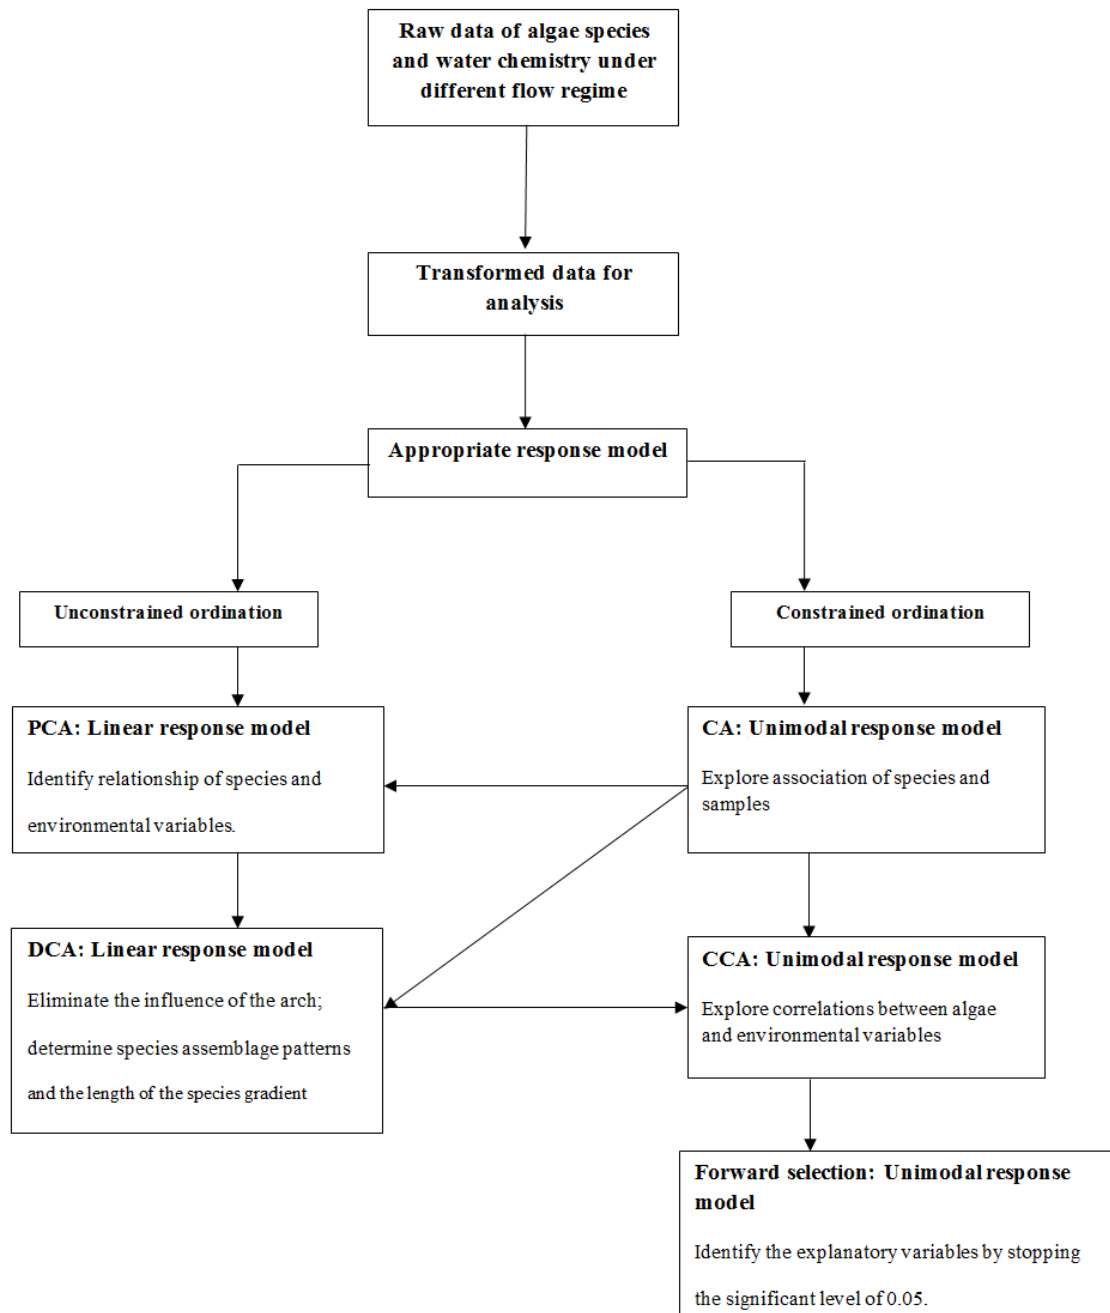 Raw data of algae species
and water chemistry under
different flow regime
Transformed data for
analysis
Appropriate response model
Unconstrained ordination
Constrained ordination
PCA: Linear response model
Identify relationship of species and
environmental variables.
CA: Unimodal response model
Explore association of species and
samples
DCA: Linear response model
Eliminate the influence of the arch;
determine species assemblage patterns
and the length of the species gradient
CCA: Unimodal response model
Explore correlations between algae
and environmental variables
Forward selection: Unimodal response
model
Identify the explanatory variables by stopping
the significant level of 0.05.